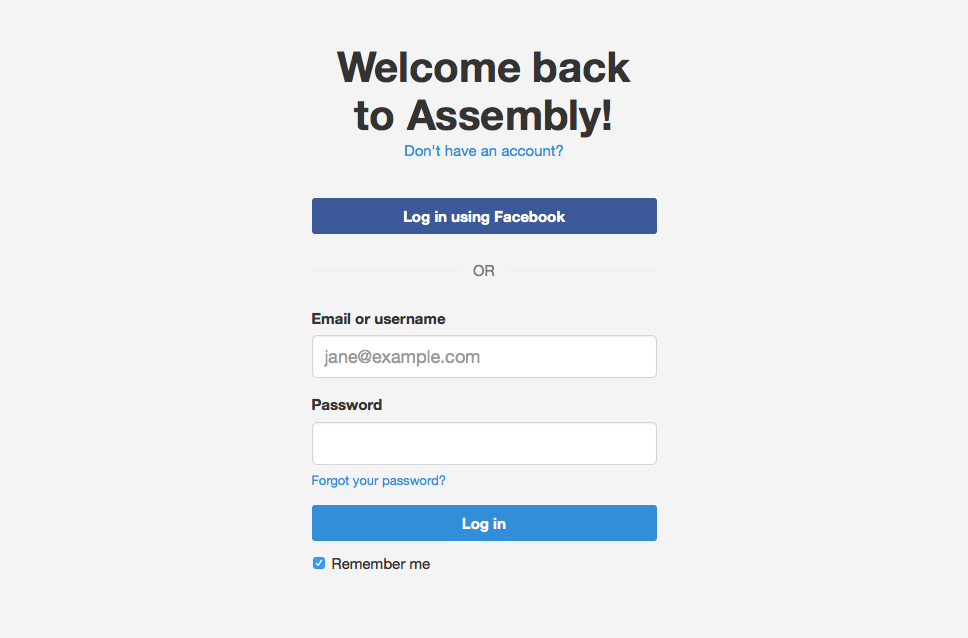 Welcome back
to Assembly!
Don't have an account?
Log in using Facebook
OR
Email or username
jane@example.com
Password
Forgot your password?
Log in
Remember me